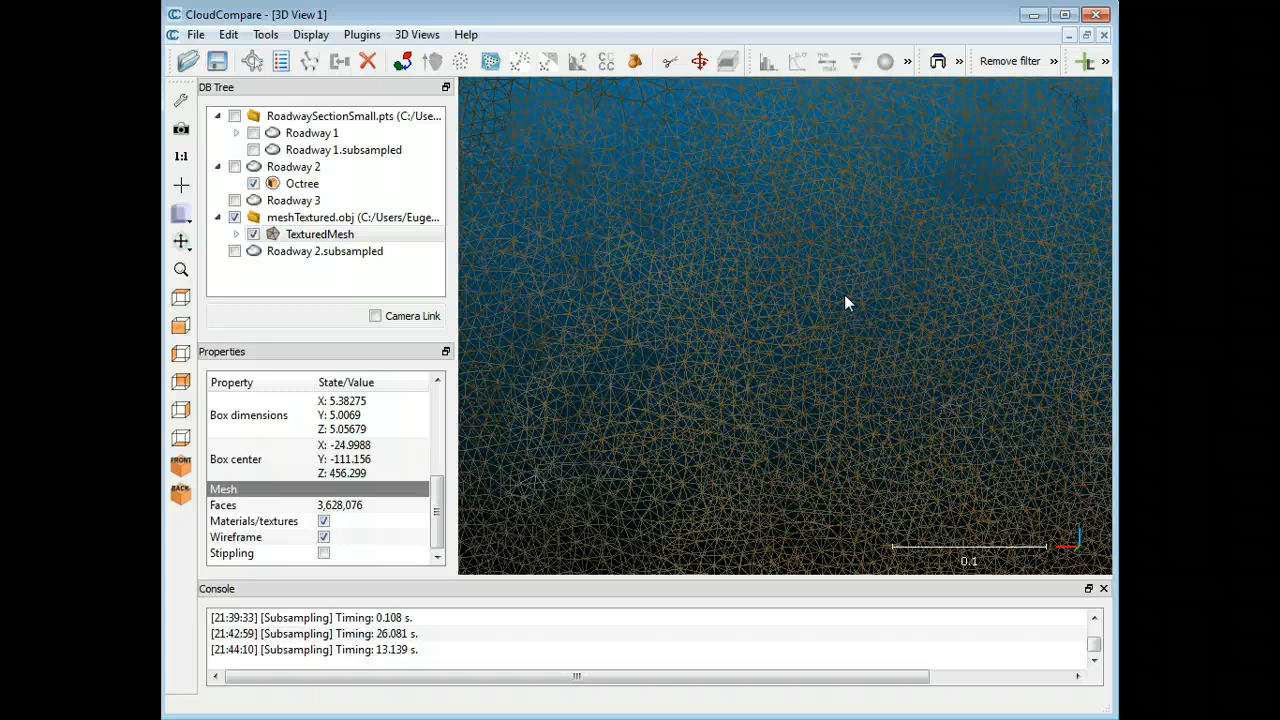 CloudCompare - [3D View 1]
File Edit Tools Display Plugins 3D Views Help
Remove filter
DB Tree
RoadwaySectionSmall.pts (C:/Use...
Roadway 1
Roadway 1.subsampled
Roadway 2
Octree
Roadway 3
meshTextured.obj (C:/Users/Euge...
TexturedMesh
Roadway 2.subsampled
Camera Link
Properties
Property State/Value
X: 5.38275
Box dimensions Y: 5.0069
Z: 5.05679
X: -24.9988
Box center Y: -111.156
Z: 456.299
Mesh
Faces 3,628,076
Materials/textures
Wireframe
Stippling
1:1
FRONT
BACK
0.1
Console
[21:39:33] [Subsampling] Timing: 0.108 s.
[21:42:59] [Subsampling] Timing: 26.081 s.
[21:44:10] [Subsampling] Timing: 13.139 s.